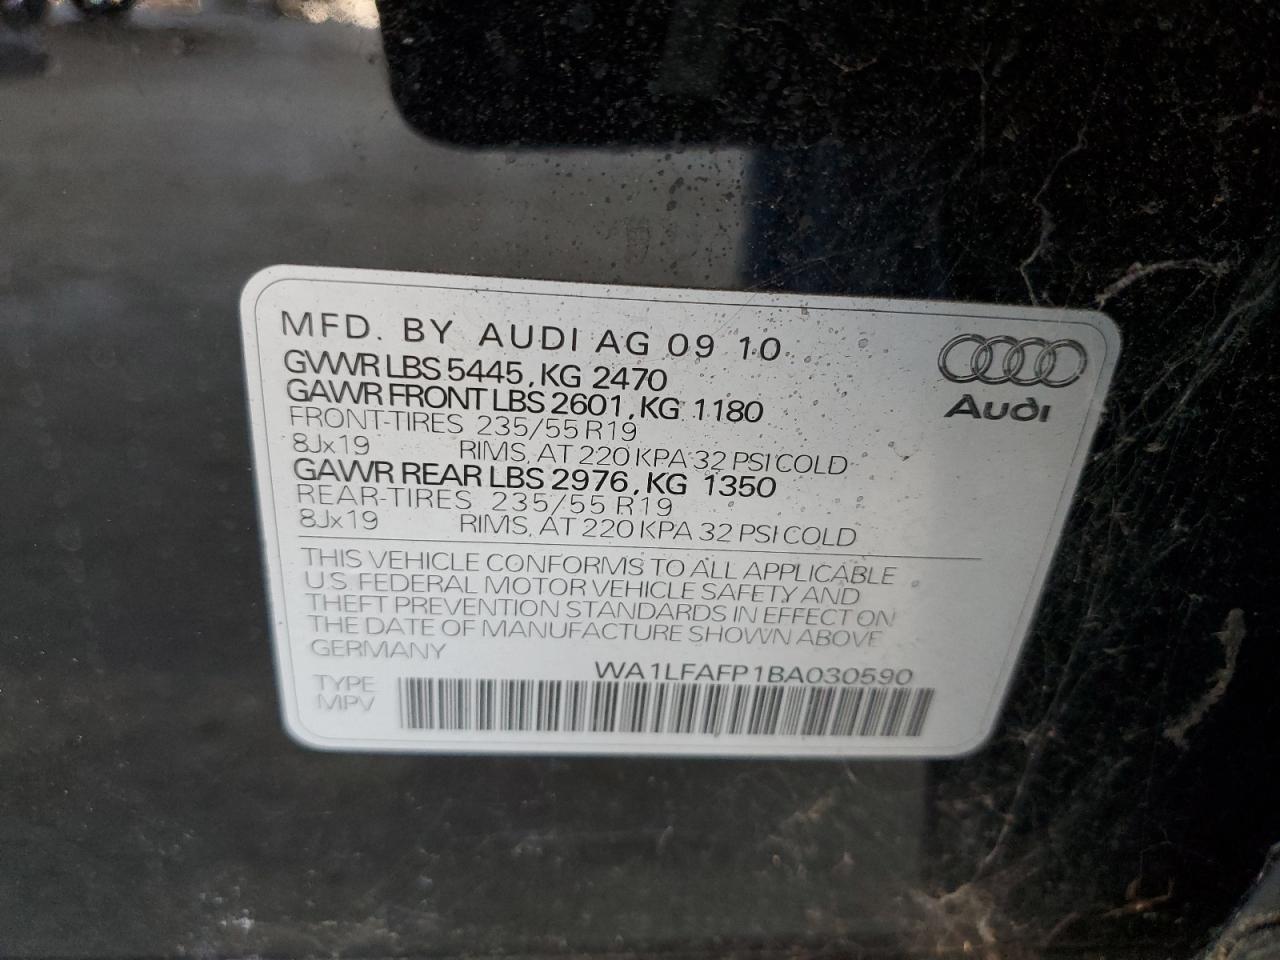 MFD. BY AUDI AG 09 10
GVWR LBS 5445, KG 2470
GAWR FRONT LBS 2601, KG 1180
FRONT-TIRES 235/55 R19
8Jx19 RIMS, AT 220 KPA 32 PSI COLD
GAWR REAR LBS 2976, KG 1350
REAR-TIRES 235/55 R19
8Jx19 RIMS, AT 220 KPA 32 PSI COLD
Audi
THIS VEHICLE CONFORMS TO ALL APPLICABLE
U.S. FEDERAL MOTOR VEHICLE SAFETY AND
THEFT PREVENTION STANDARDS IN EFFECT ON
THE DATE OF MANUFACTURE SHOWN ABOVE
GERMANY
WA1LFAFP1BA030590
TYPE
MPV